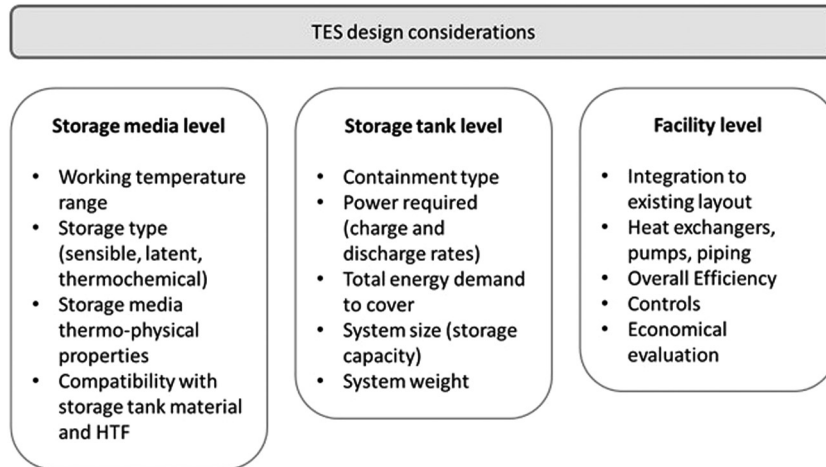 TES design considerations
Storage media level
• Working temperature
range
• Storage type
(sensible, latent,
thermochemical)
• Storage media
thermo-physical
properties
• Compatibility with
storage tank material
and HTF
Storage tank level
• Containment type
• Power required
(charge and
discharge rates)
• Total energy demand
to cover
• System size (storage
capacity)
• System weight
Facility level
• Integration to
existing layout
• Heat exchangers,
pumps, piping
• Overall Efficiency
• Controls
• Economical
evaluation